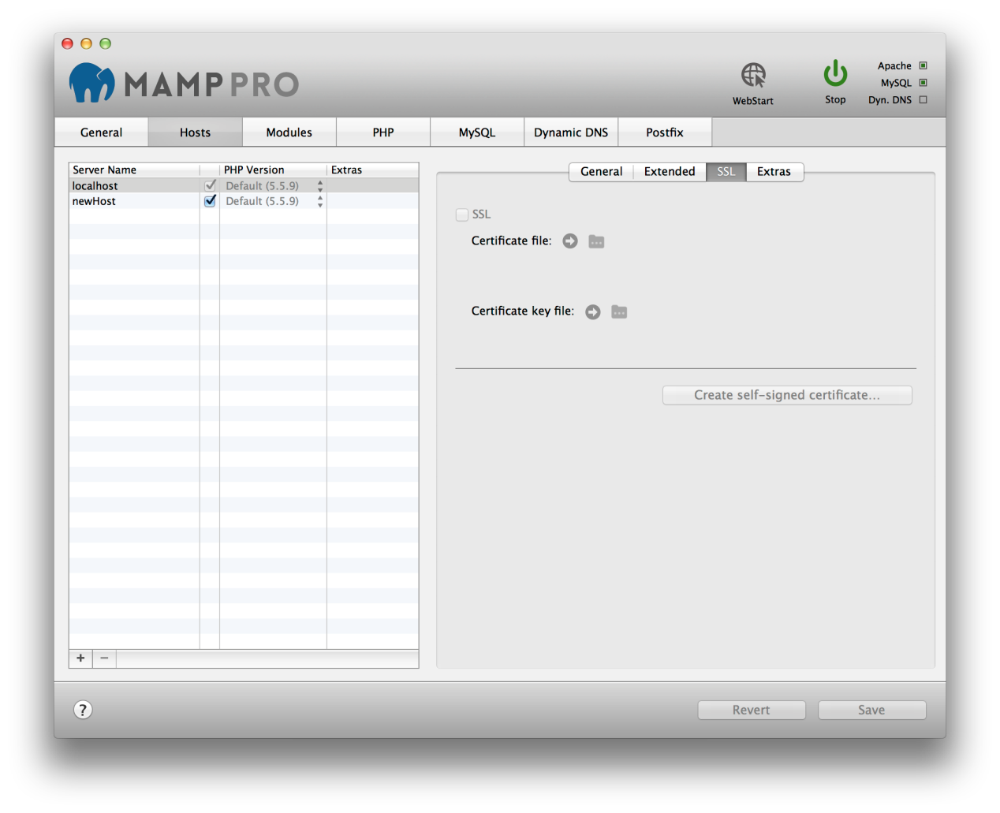 MAMP PRO
WebStart
Stop
Apache
MySQL
Dyn. DNS
General Hosts Modules PHP MySQL Dynamic DNS Postfix
Server Name PHP Version Extras
localhost Default (5.5.9)
newHost Default (5.5.9)
General Extended SSL Extras
SSL
Certificate file:
Certificate key file:
Create self-signed certificate...
+ −
? Revert Save